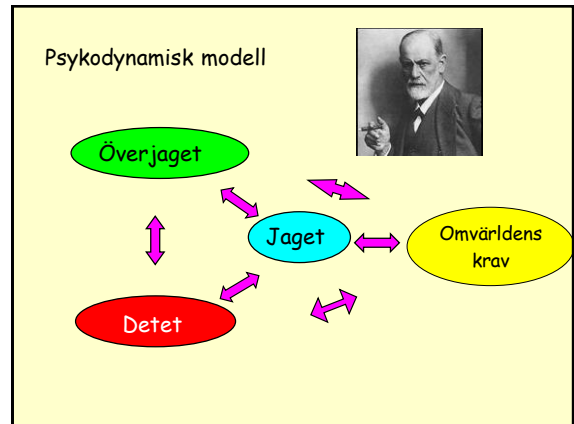 Psykodynamisk modell
Överjaget
Jaget
Omvärldens
krav
Detet